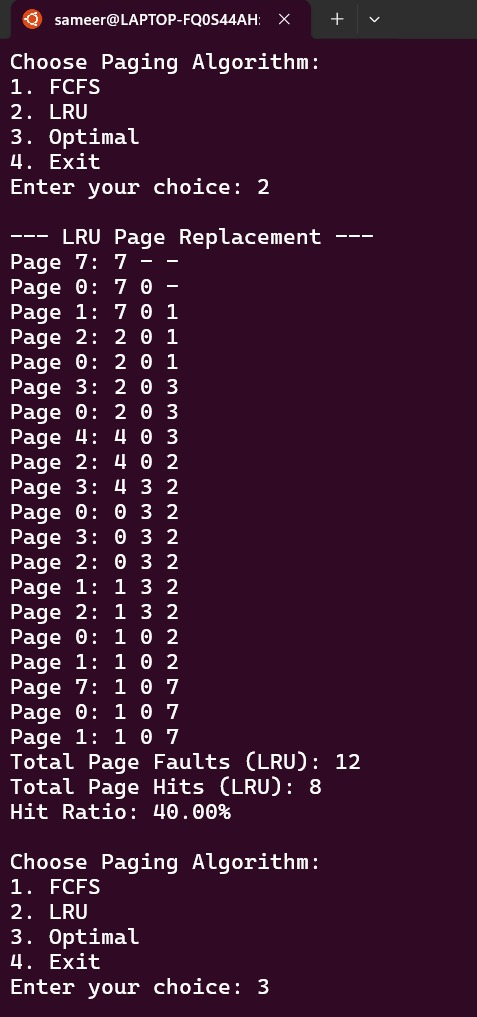 sameer@LAPTOP-FQ0S44AH:
Choose Paging Algorithm:
1. FCFS
2. LRU
3. Optimal
4. Exit
Enter your choice: 2
--- LRU Page Replacement ---
Page 7: 7 - -
Page 0: 7 0 -
Page 1: 7 0 1
Page 2: 2 0 1
Page 0: 2 0 1
Page 3: 2 0 3
Page 0: 2 0 3
Page 4: 4 0 3
Page 2: 4 0 2
Page 3: 4 3 2
Page 0: 0 3 2
Page 3: 0 3 2
Page 2: 0 3 2
Page 1: 1 3 2
Page 2: 1 3 2
Page 0: 1 0 2
Page 1: 1 0 2
Page 7: 1 0 7
Page 0: 1 0 7
Page 1: 1 0 7
Total Page Faults (LRU): 12
Total Page Hits (LRU): 8
Hit Ratio: 40.00%
Choose Paging Algorithm:
1. FCFS
2. LRU
3. Optimal
4. Exit
Enter your choice: 3